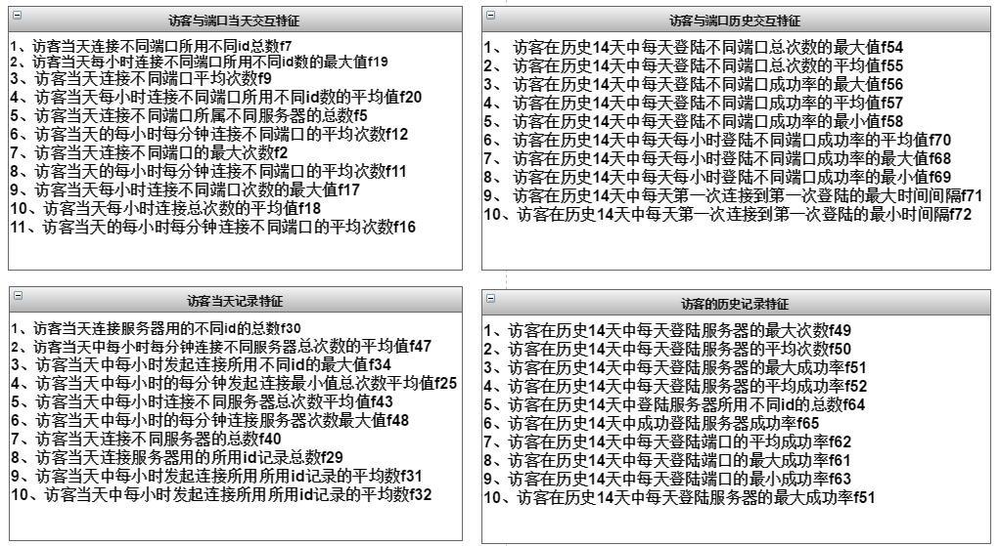 访客与端口当天交互特征
1、访客当天连接不同端口所用不同id总数f7
2、访客当天每小时连接不同端口所用不同id数的最大值f19
3、访客当天连接不同端口平均次数f9
4、访客当天每小时连接不同端口所用不同id数的平均值f20
5、访客当天连接不同端口所属不同服务器的总数f5
6、访客当天的每小时每分钟连接不同端口的平均次数f12
7、访客当天连接不同端口的最大次数f2
8、访客当天的每小时每分钟连接不同端口的平均次数f11
9、访客当天每小时连接不同端口次数的最大值f17
10、访客当天每小时连接总次数的平均值f18
11、访客当天的每小时每分钟连接不同端口的平均次数f16
访客与端口历史交互特征
1、 访客在历史14天中每天登陆不同端口总次数的最大值f54
2、 访客在历史14天中每天登陆不同端口总次数的平均值f55
3、 访客在历史14天中每天登陆不同端口成功率的最大值f56
4、 访客在历史14天中每天登陆不同端口成功率的平均值f57
5、 访客在历史14天中每天登陆不同端口成功率的最小值f58
6、 访客在历史14天中每天每小时登陆不同端口成功率的平均值f70
7、 访客在历史14天中每天每小时登陆不同端口成功率的最大值f68
8、 访客在历史14天中每天每小时登陆不同端口成功率的最小值f69
9、 访客在历史14天中每天第一次连接到第一次登陆的最大时间间隔f71
10、访客在历史14天中每天第一次连接到第一次登陆的最小时间间隔f72
访客当天记录特征
1、访客当天连接服务器用的不同id的总数f30
2、访客当天中每小时每分钟连接不同服务器总次数的平均值f47
3、访客当天中每小时发起连接所用不同id的最大值f34
4、访客当天中每小时的每分钟发起连接最小值总次数平均值f25
5、访客当天中每小时连接不同服务器总次数平均值f43
6、访客当天中每小时的每分钟连接服务器次数最大值f48
7、访客当天连接不同服务器的总数f40
8、访客当天连接服务器用的所用id记录总数f29
9、访客当天中每小时发起连接所用所用id记录的平均数f31
10、访客当天中每小时发起连接所用所用id记录的平均数f32
访客的历史记录特征
1、访客在历史14天中每天登陆服务器的最大次数f49
2、访客在历史14天中每天登陆服务器的平均次数f50
3、访客在历史14天中每天登陆服务器的最大成功率f51
4、访客在历史14天中每天登陆服务器的平均成功率f52
5、访客在历史14天中登陆服务器所用不同id的总数f64
6、访客在历史14天中成功登陆服务器成功率f65
7、访客在历史14天中每天登陆端口的平均成功率f62
8、访客在历史14天中每天登陆端口的最大成功率f61
9、访客在历史14天中每天登陆端口的最小成功率f63
10、访客在历史14天中每天登陆服务器的最大成功率f51